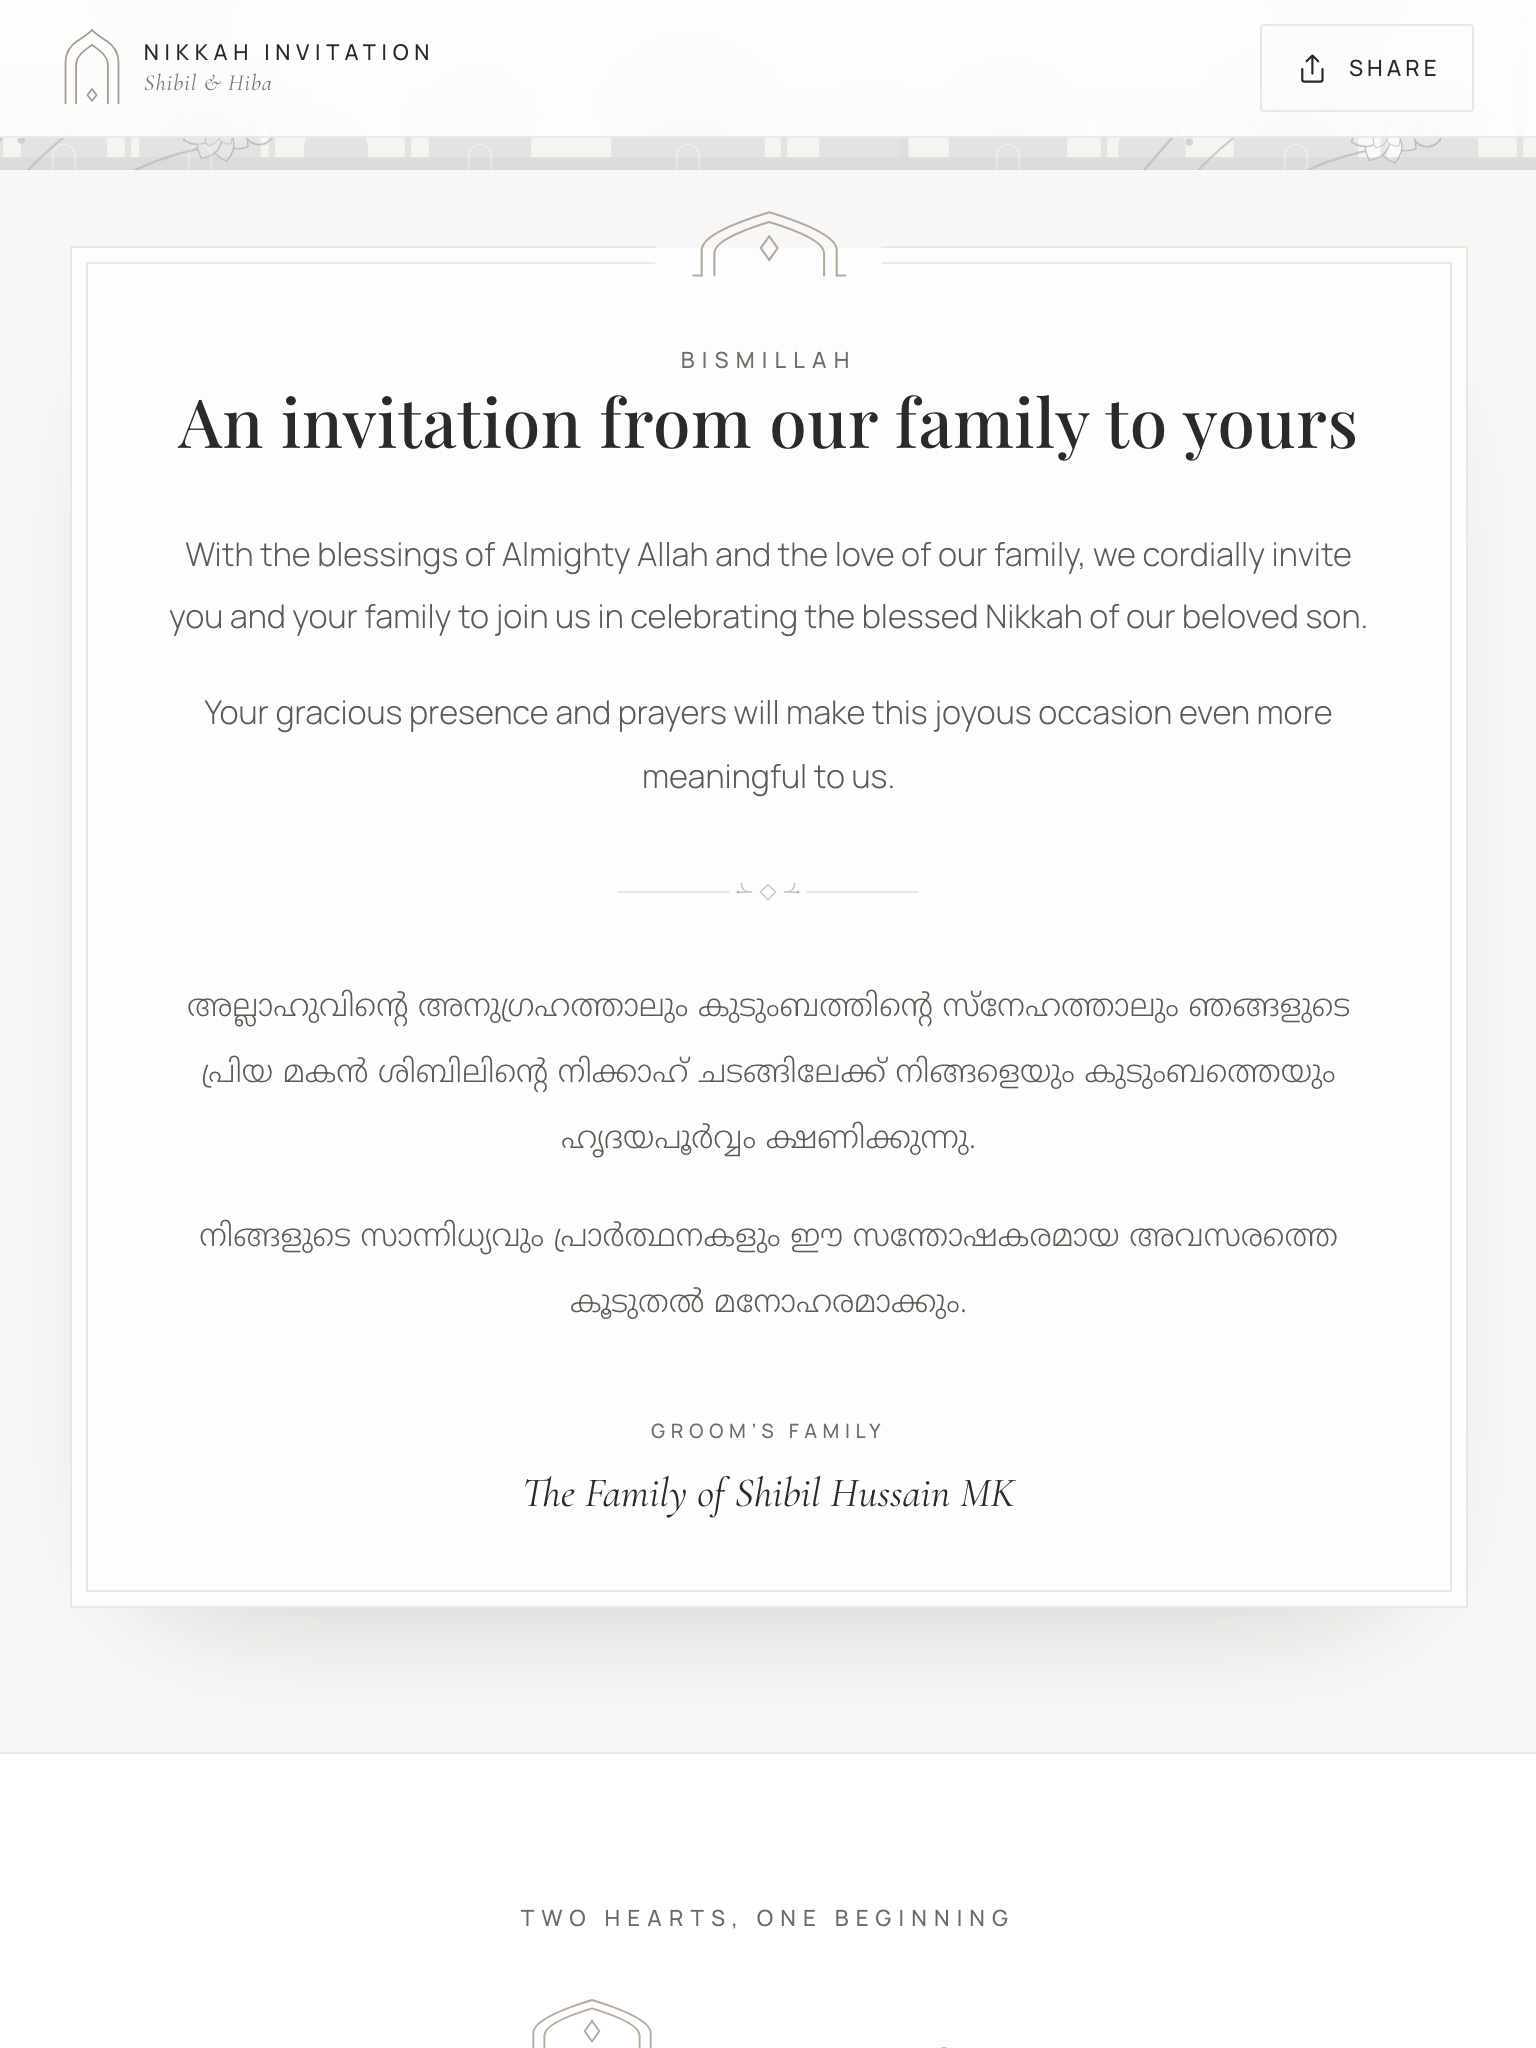 NIKKAH INVITATION
Shibil & Hiba
SHARE
BISMILLAH
An invitation from our family to yours
With the blessings of Almighty Allah and the love of our family, we cordially invite
you and your family to join us in celebrating the blessed Nikkah of our beloved son.
Your gracious presence and prayers will make this joyous occasion even more
meaningful to us.
അല്ലാഹുവിന്റെ അനുഗ്രഹത്താലും കുടുംബത്തിന്റെ സ്നേഹത്താലും ഞങ്ങളുടെ
പ്രിയ മകൻ ശിബിലിന്റെ നിക്കാഹ് ചടങ്ങിലേക്ക് നിങ്ങളെയും കുടുംബത്തെയും
ഹൃദയപൂർവ്വം ക്ഷണിക്കുന്നു.
നിങ്ങളുടെ സാന്നിധ്യവും പ്രാർത്ഥനകളും ഈ സന്തോഷകരമായ അവസരത്തെ
കൂടുതൽ മനോഹരമാക്കും.
GROOM’S FAMILY
The Family of Shibil Hussain MK
TWO HEARTS, ONE BEGINNING